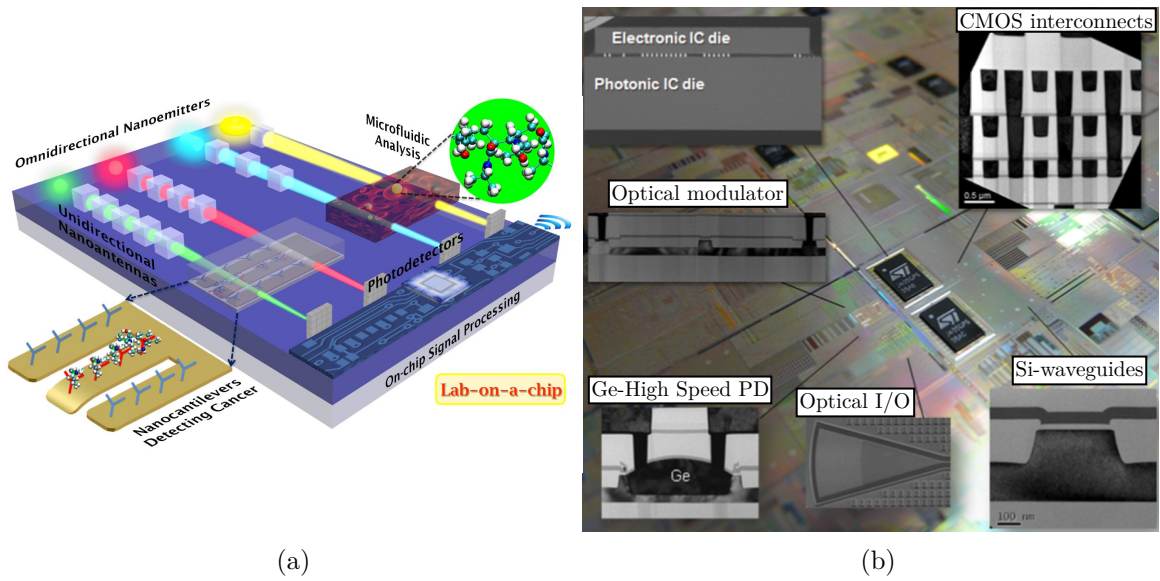 Omnidirectional Nanoemitters
Microfluidic
Analysis
Unidirectional
Nanoantennas
Photodetectors
On-chip Signal Processing
Nanocantilevers
Detecting Cancer
Lab-on-a-chip
(a)
CMOS interconnects
Electronic IC die
Photonic IC die
0.5 μm
Optical modulator
Ge-High Speed PD
Ge
Optical I/O
Si-waveguides
100 nm
(b)